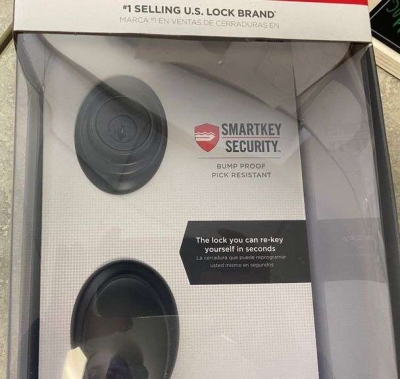 #1 SELLING U.S. LOCK BRAND*
MARCA #1 EN VENTAS DE CERRADURAS EN
SMARTKEY
SECURITY™
BUMP PROOF
PICK RESISTANT
The lock you can re-key
yourself in seconds
La cerradura que puede reprogramar
usted mismo en segundos